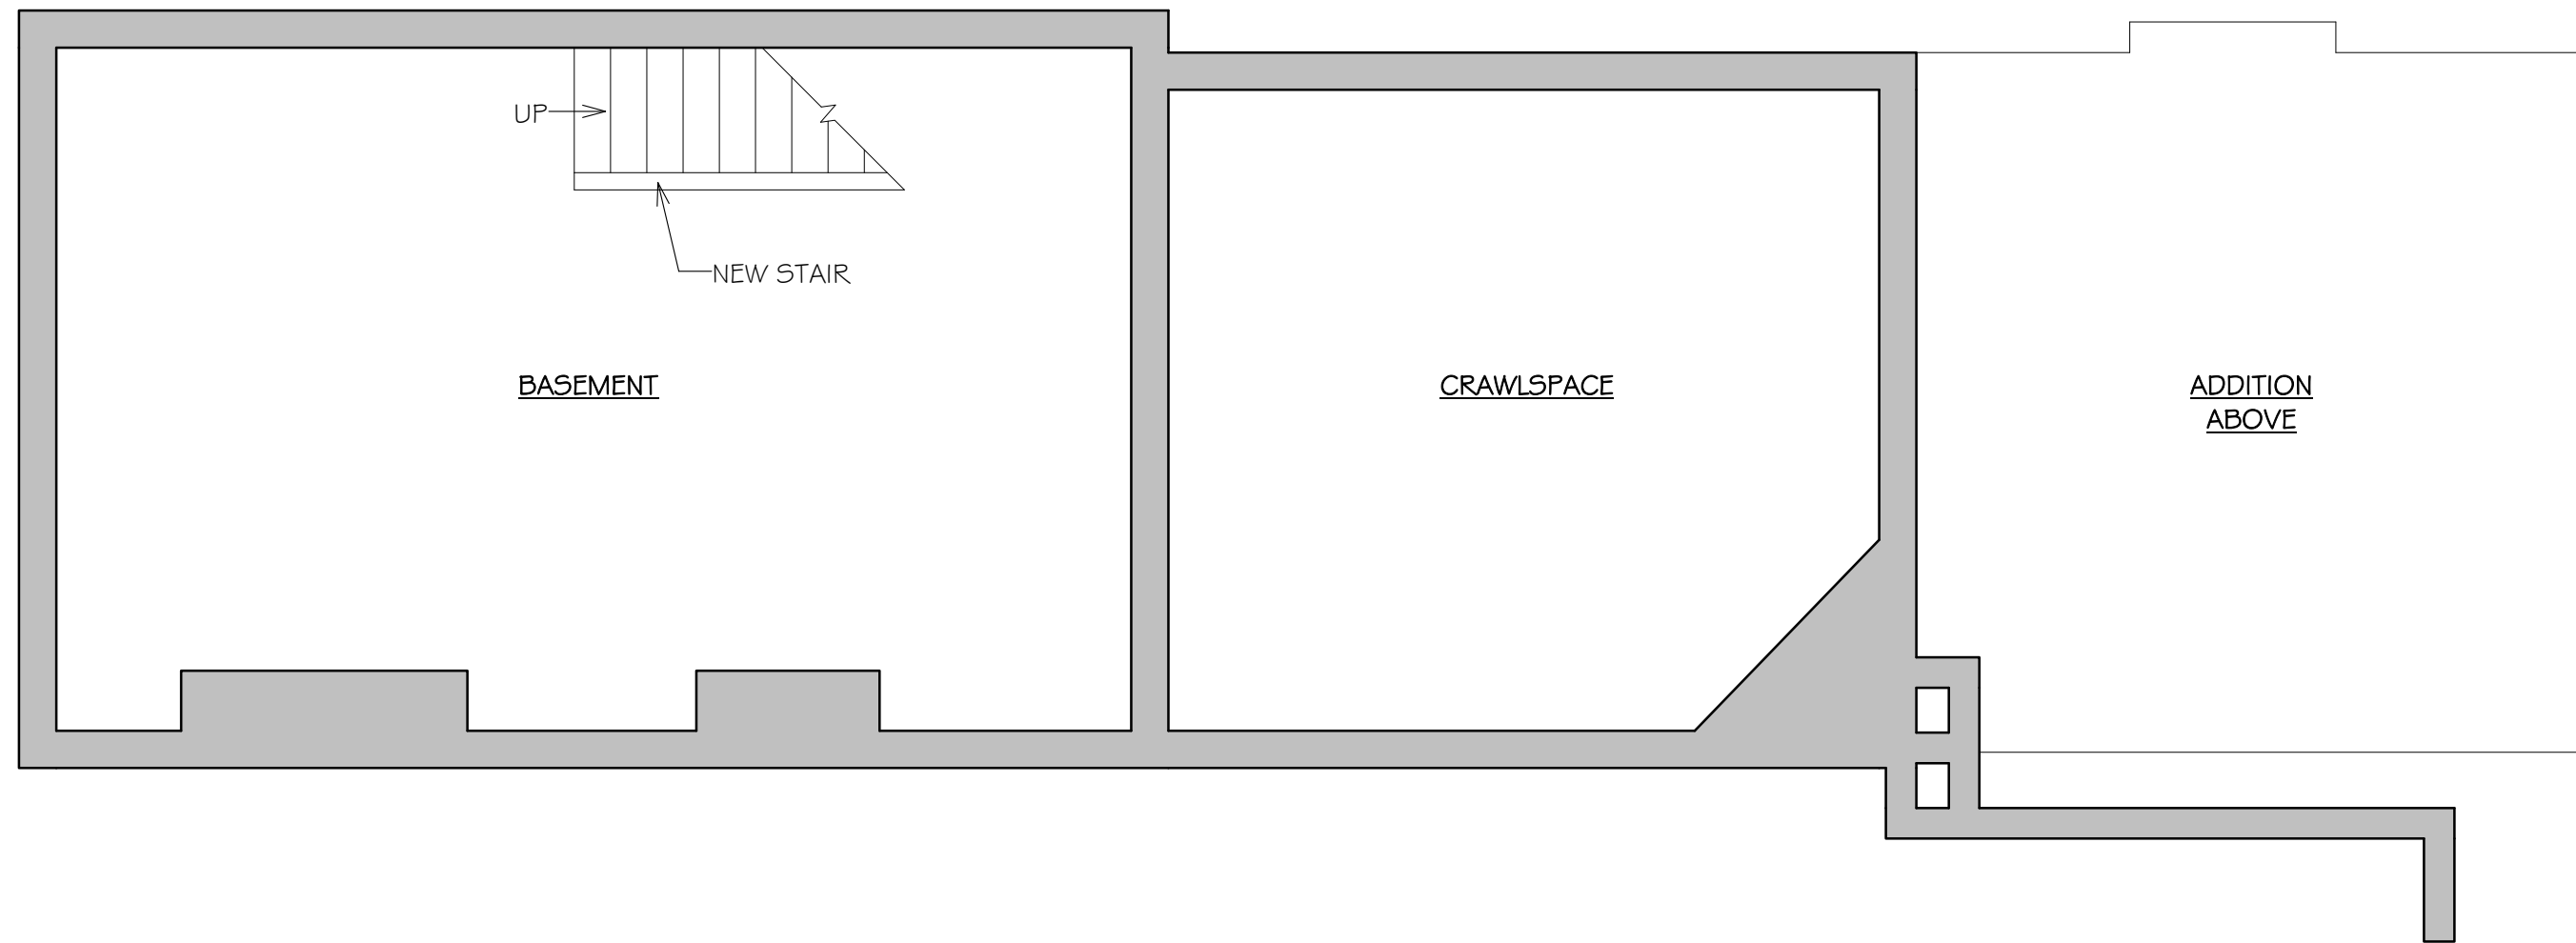 UP
NEW STAIR
BASEMENT
CRAWLSPACE
ADDITION
ABOVE